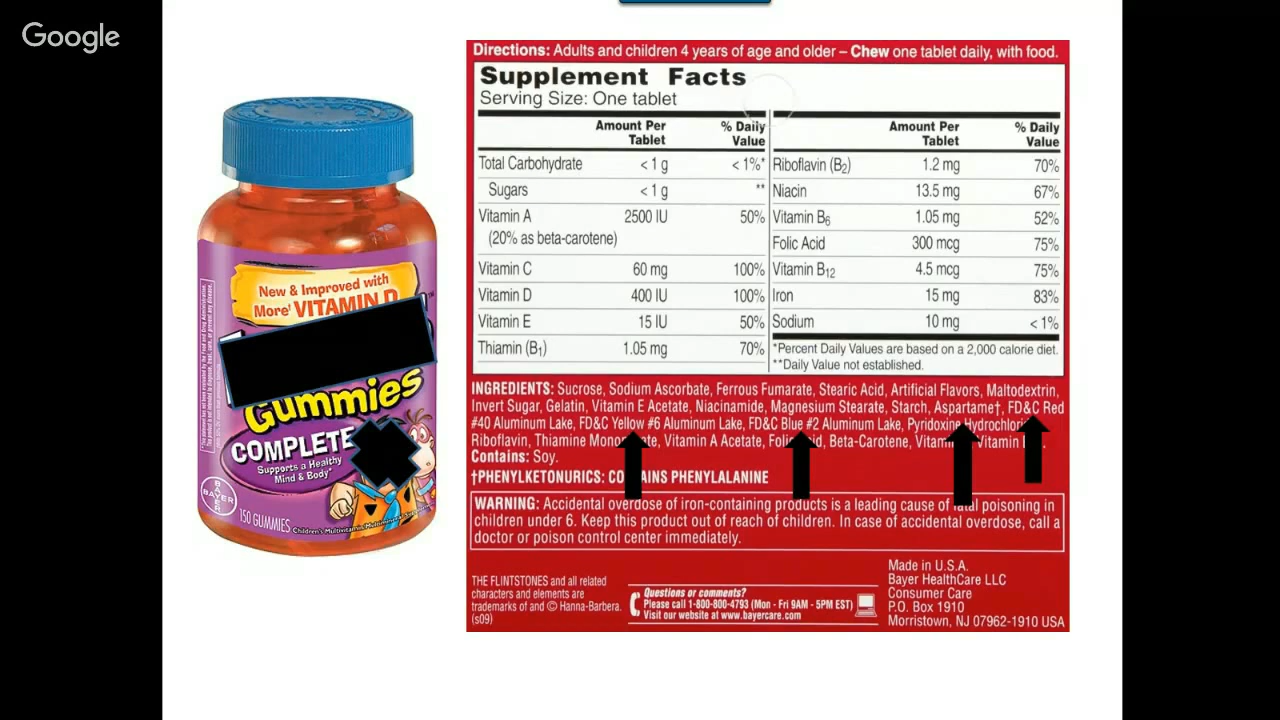 Google
Directions: Adults and children 4 years of age and older – Chew one tablet daily, with food.
Supplement Facts
Serving Size: One tablet
Amount Per Tablet % Daily Value
Total Carbohydrate < 1 g < 1%*
Sugars < 1 g **
Vitamin A 2500 IU 50%
(20% as beta-carotene)
Vitamin C 60 mg 100%
Vitamin D 400 IU 100%
Vitamin E 15 IU 50%
Thiamin (B1) 1.05 mg 70%
Amount Per Tablet % Daily Value
Riboflavin (B2) 1.2 mg 70%
Niacin 13.5 mg 67%
Vitamin B6 1.05 mg 52%
Folic Acid 300 mcg 75%
Vitamin B12 4.5 mcg 75%
Iron 15 mg 83%
Sodium 10 mg < 1%
*Percent Daily Values are based on a 2,000 calorie diet.
**Daily Value not established.
INGREDIENTS: Sucrose, Sodium Ascorbate, Ferrous Fumarate, Stearic Acid, Artificial Flavors, Maltodextrin,
Invert Sugar, Gelatin, Vitamin E Acetate, Niacinamide, Magnesium Stearate, Starch, Aspartame†, FD&C Red
#40 Aluminum Lake, FD&C Yellow #6 Aluminum Lake, FD&C Blue #2 Aluminum Lake, Pyridoxine
Riboflavin, Thiamine Vitamin A Acetate, Beta-Carotene,
Contains: Soy.
†PHENYLKETONURICS: PHENYLALANINE
WARNING: Accidental overdose of iron-containing products is a leading cause of fatal poisoning in
children under 6. Keep this product out of reach of children. In case of accidental overdose, call a
doctor or poison control center immediately.
THE FLINTSTONES and all related
characters and elements are
trademarks of and © Hanna-Barbera.
(s09)
Questions or comments?
Please call 1-800-800-4793 (Mon - Fri 9AM - 5PM EST)
Visit our website at www.bayercare.com
Made in U.S.A.
Bayer HealthCare LLC
Consumer Care
P.O. Box 1910
Morristown, NJ 07962-1910 USA
New & Improved with
More VITAMIN D
Gummies
COMPLETE
Supports a Healthy
Mind & Body*
BAYER
150 GUMMIES